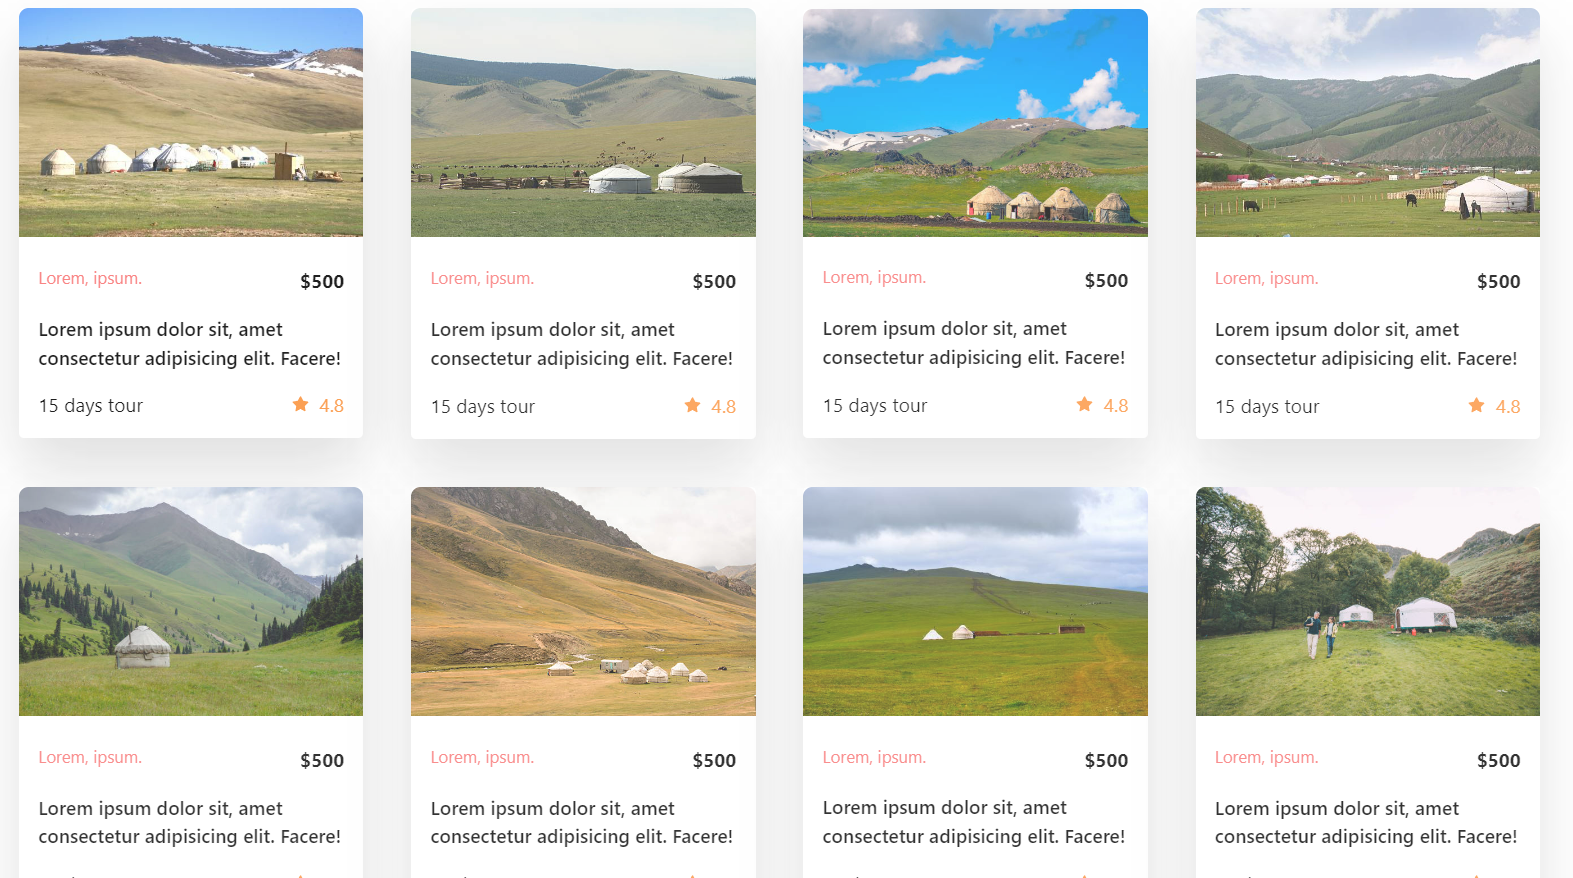 Lorem, ipsum.
$500
Lorem ipsum dolor sit, amet
consectetur adipisicing elit. Facere!
15 days tour
4.8
Lorem, ipsum.
$500
Lorem ipsum dolor sit, amet
consectetur adipisicing elit. Facere!
15 days tour
4.8
Lorem, ipsum.
$500
Lorem ipsum dolor sit, amet
consectetur adipisicing elit. Facere!
15 days tour
4.8
Lorem, ipsum.
$500
Lorem ipsum dolor sit, amet
consectetur adipisicing elit. Facere!
15 days tour
4.8
Lorem, ipsum.
$500
Lorem ipsum dolor sit, amet
consectetur adipisicing elit. Facere!
Lorem, ipsum.
$500
Lorem ipsum dolor sit, amet
consectetur adipisicing elit. Facere!
Lorem, ipsum.
$500
Lorem ipsum dolor sit, amet
consectetur adipisicing elit. Facere!
Lorem, ipsum.
$500
Lorem ipsum dolor sit, amet
consectetur adipisicing elit. Facere!